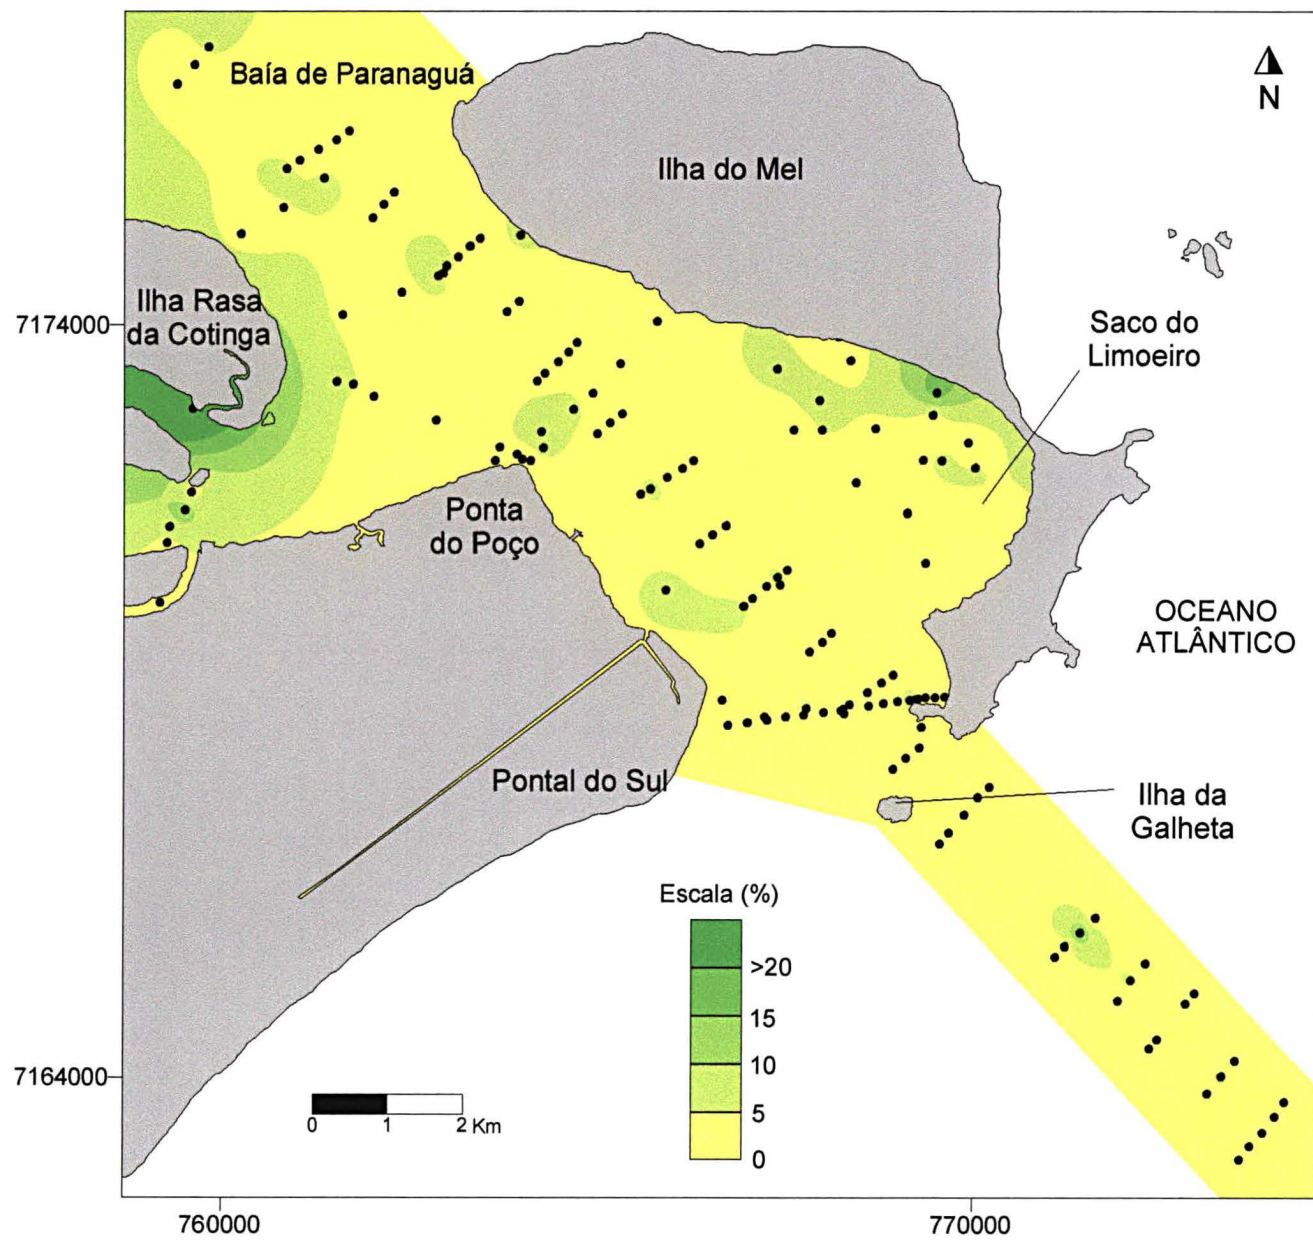 Baía de Paranaguá
N
Ilha do Mel
Ilha Rasa
da Cotinga
7174000
Saco do
Limoeiro
Ponta
do Poço
OCEANO
ATLÂNTICO
Pontal do Sul
Ilha da
Galheta
Escala (%)
>20
15
10
5
0
7164000
0 1 2 Km
760000
770000